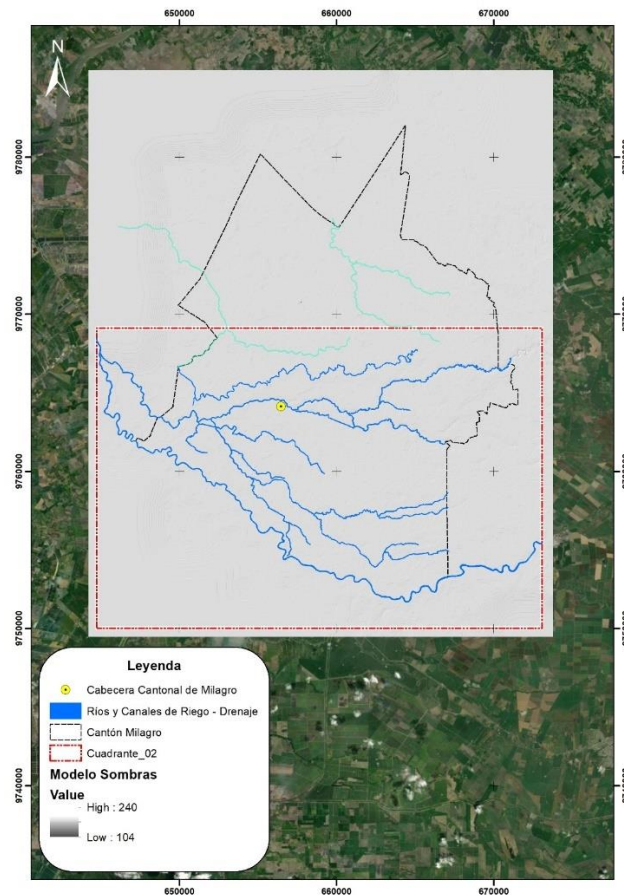 650000 660000 670000
N
9780000
9770000
9760000
9750000
9740000
Leyenda
Cabecera Cantonal de Milagro
Ríos y Canales de Riego - Drenaje
Cantón Milagro
Cuadrante_02
Modelo Sombras
Value
High : 240
Low : 104
650000 660000 670000